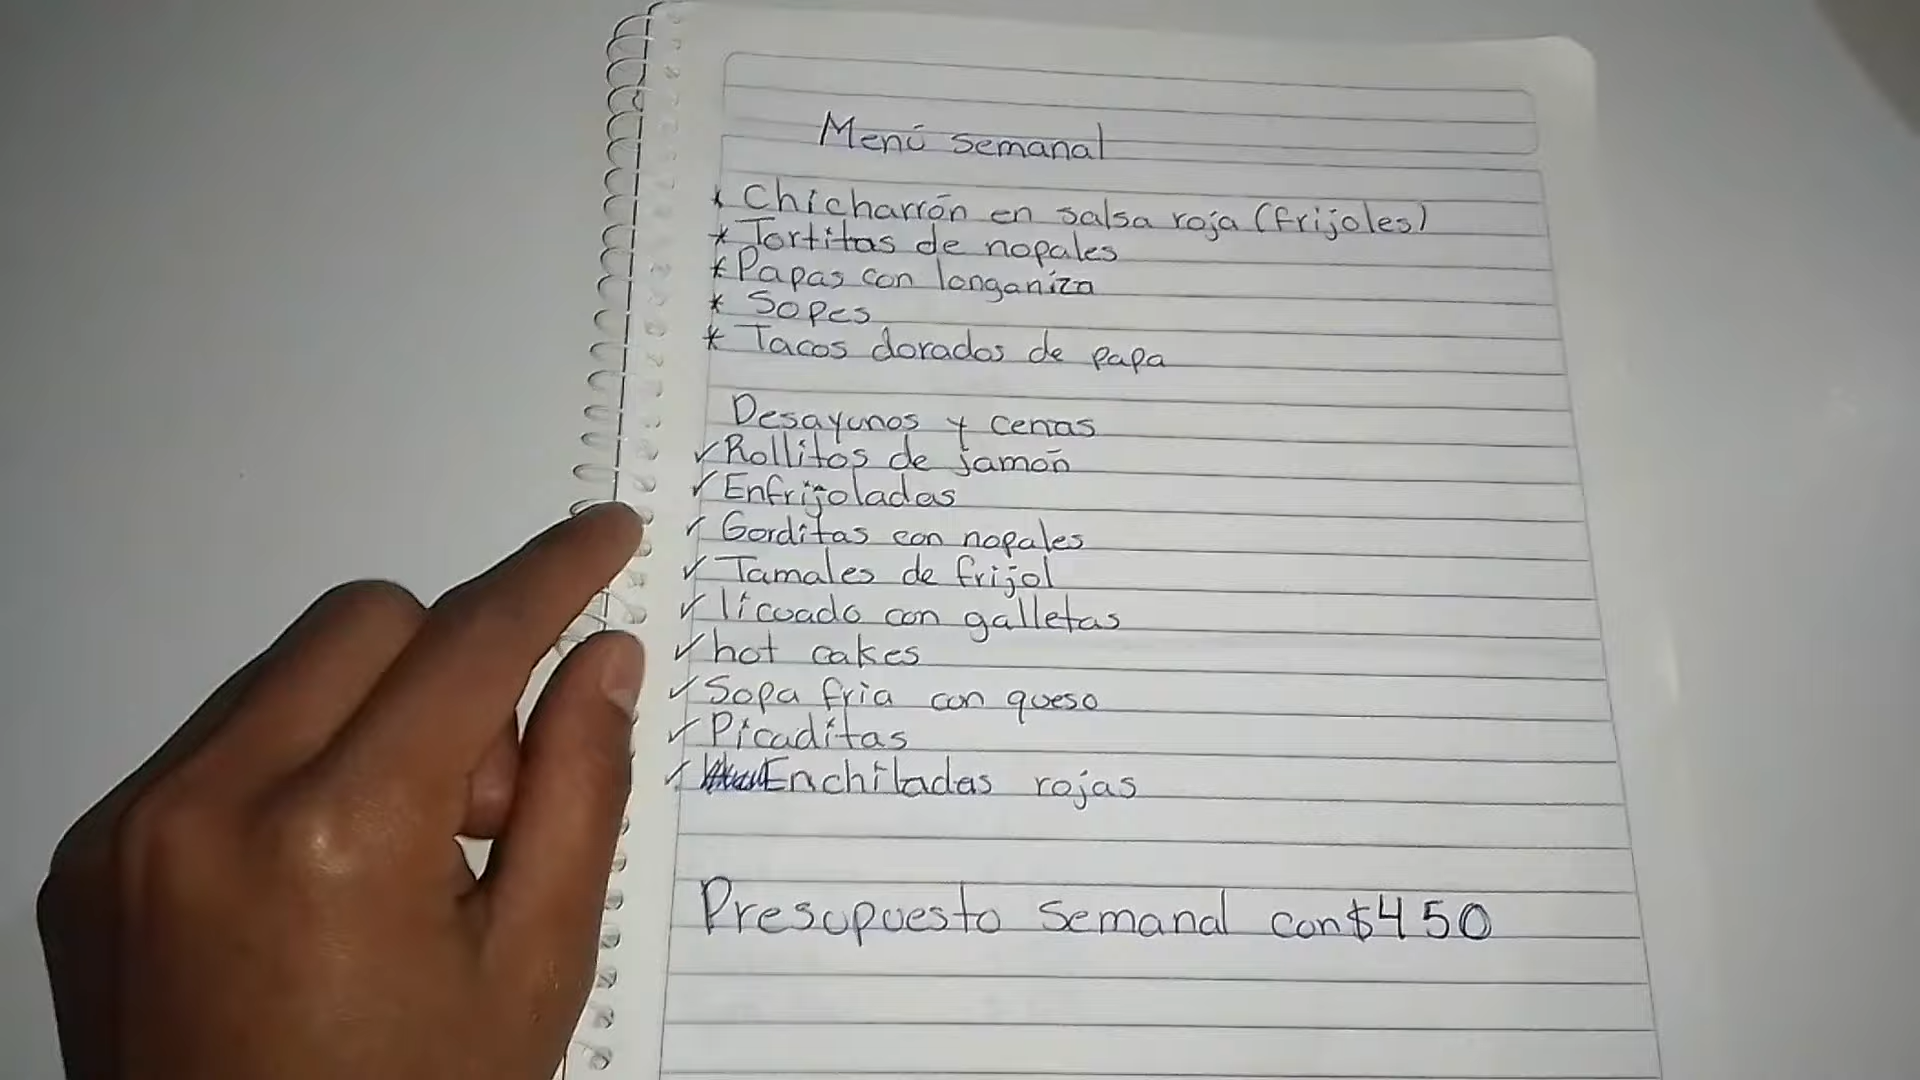 Menú semanal
* Chicharrón en salsa roja (frijoles)
* Tortitas de nopales
* Papas con longaniza
* Sopes
* Tacos dorados de papa
Desayunos y cenas
✓ Rollitos de jamón
✓ Enfrijoladas
✓ Gorditas con nopales
✓ Tamales de frijol
✓ licuado con galletas
✓ hot cakes
✓ Sopa fria con queso
✓ Picaditas
✓ Enchiladas rojas
Presupuesto semanal con $450